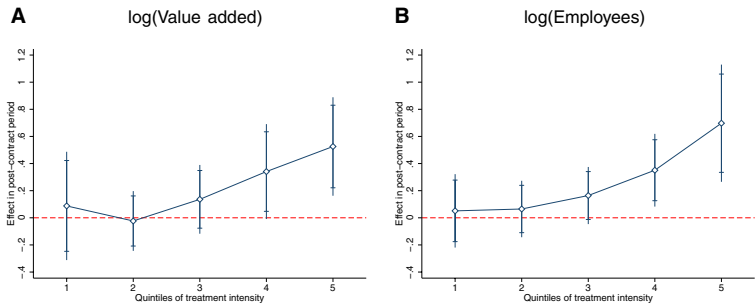 A
log(Value added)
Effect in post−contract period
1.2
1
.8
.6
.4
.2
0
−.2
−.4
1 2 3 4 5
Quintiles of treatment intensity
B
log(Employees)
Effect in post−contract period
1.2
1
.8
.6
.4
.2
0
−.2
−.4
1 2 3 4 5
Quintiles of treatment intensity